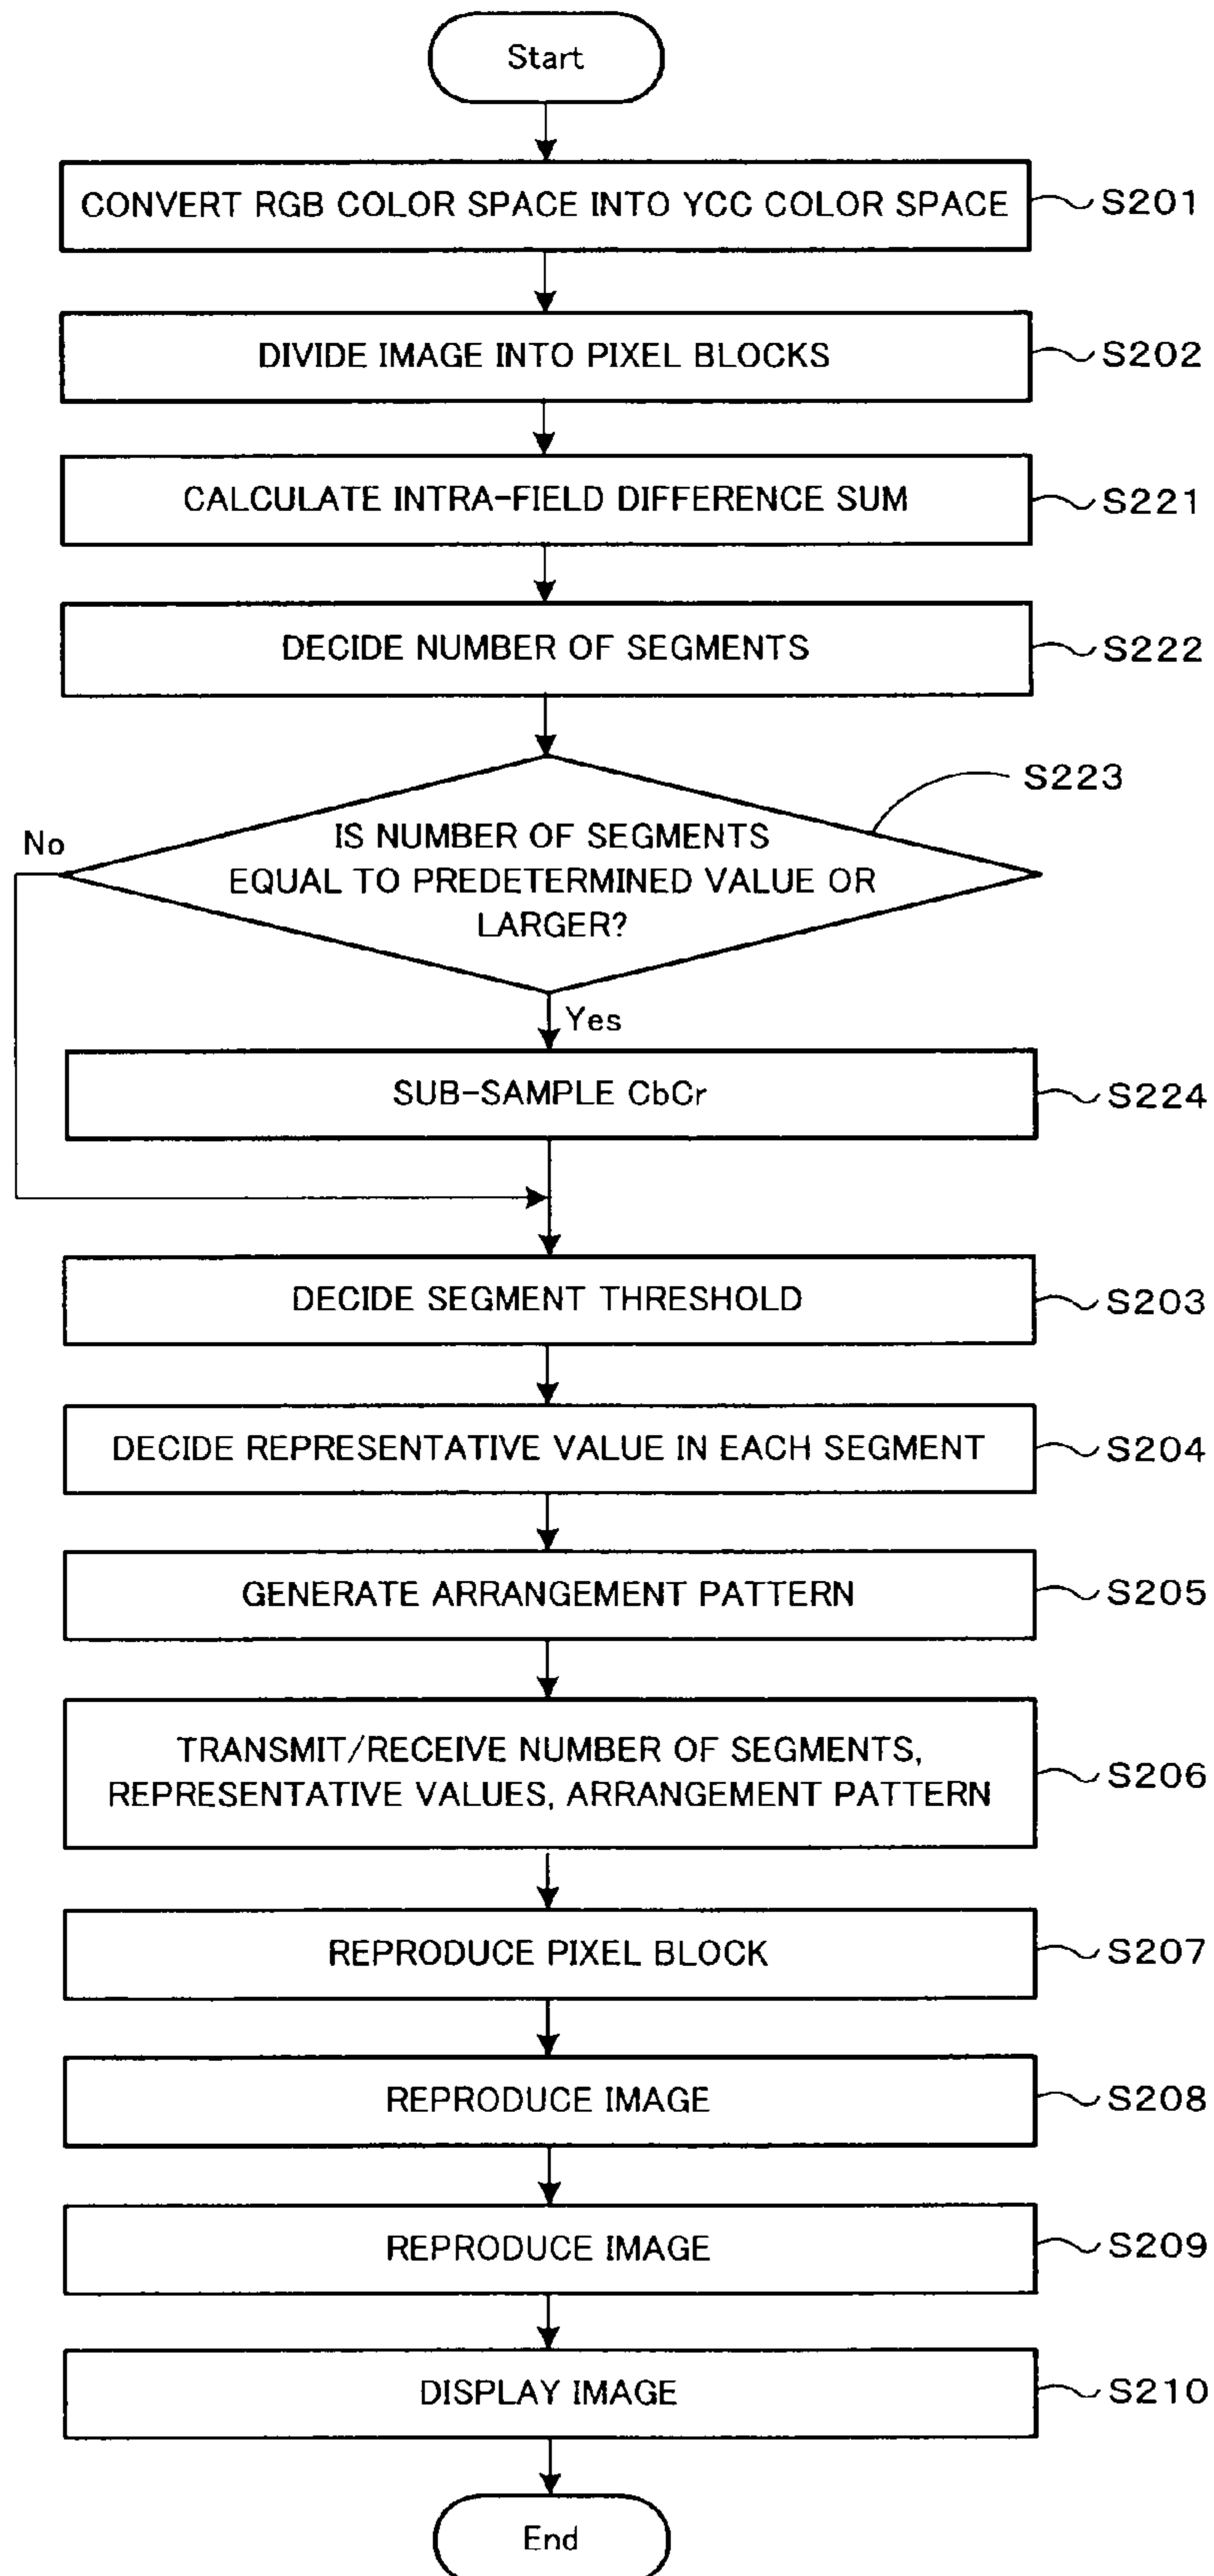 Start
CONVERT RGB COLOR SPACE INTO YCC COLOR SPACE
S201
DIVIDE IMAGE INTO PIXEL BLOCKS
S202
CALCULATE INTRA-FIELD DIFFERENCE SUM
S221
DECIDE NUMBER OF SEGMENTS
S222
S223
No
IS NUMBER OF SEGMENTS
EQUAL TO PREDETERMINED VALUE OR
LARGER?
Yes
SUB-SAMPLE CbCr
S224
DECIDE SEGMENT THRESHOLD
S203
DECIDE REPRESENTATIVE VALUE IN EACH SEGMENT
S204
GENERATE ARRANGEMENT PATTERN
S205
TRANSMIT/RECEIVE NUMBER OF SEGMENTS,
REPRESENTATIVE VALUES, ARRANGEMENT PATTERN
S206
REPRODUCE PIXEL BLOCK
S207
REPRODUCE IMAGE
S208
REPRODUCE IMAGE
S209
DISPLAY IMAGE
S210
End